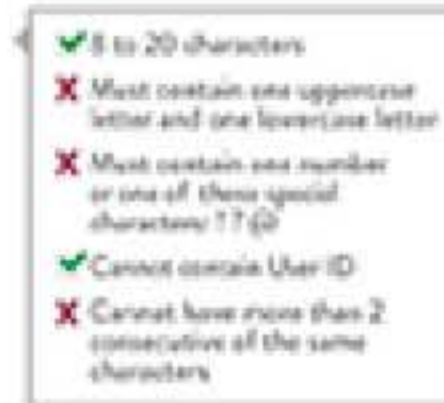 8 to 20 characters
Must contain one uppercase
letter and one lowercase letter
Must contain one number
or one of these special
characters: ! ? @
Cannot contain User ID
Cannot have more than 2
consecutive of the same
characters